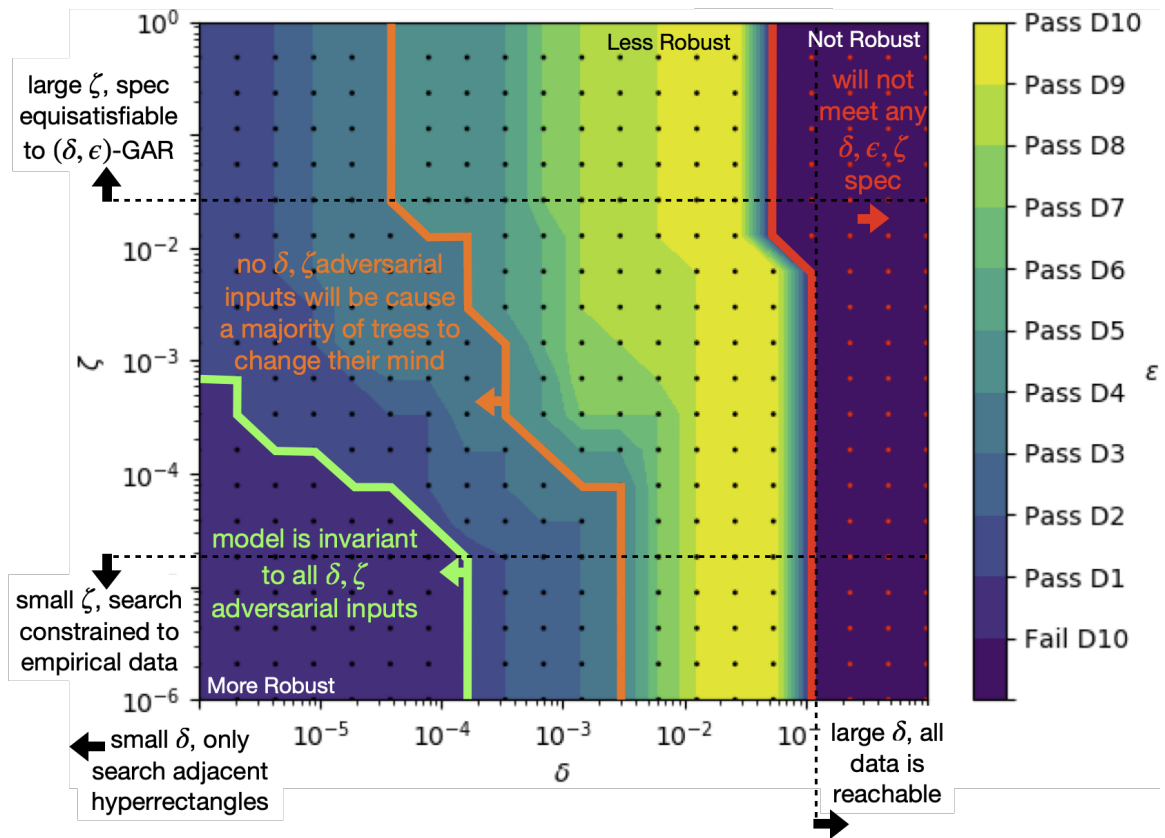 large ζ, spec
equisatisfiable
to (δ, ϵ)-GAR
small ζ, search
constrained to
empirical data
small δ, only
search adjacent
hyperrectangles
10⁰
10⁻²
10⁻³
10⁻⁴
10⁻⁶
ζ
Less Robust
Not Robust
will not
meet any
δ, ϵ, ζ
spec
no δ, ζadversarial
inputs will be cause
a majority of trees to
change their mind
model is invariant
to all δ, ζ
adversarial inputs
More Robust
10⁻⁵
10⁻⁴
10⁻³
10⁻²
10⁻
δ
large δ, all
data is
reachable
Pass D10
Pass D9
Pass D8
Pass D7
Pass D6
Pass D5
Pass D4
Pass D3
Pass D2
Pass D1
Fail D10
ε